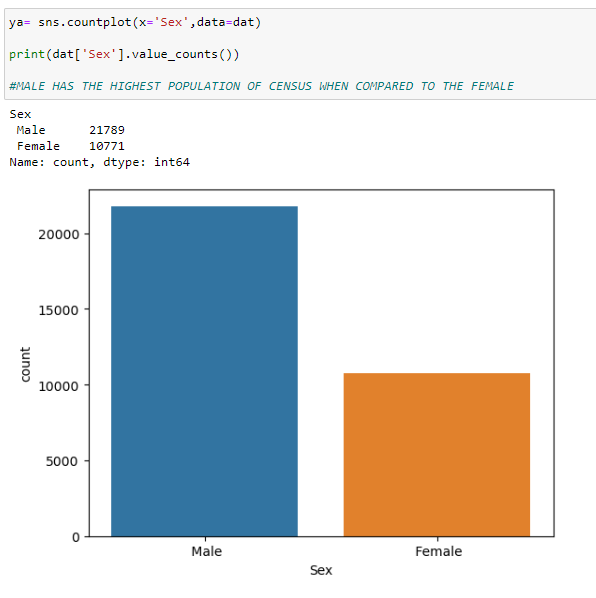 ya= sns.countplot(x='Sex',data=dat)
print(dat['Sex'].value_counts())
#MALE HAS THE HIGHEST POPULATION OF CENSUS WHEN COMPARED TO THE FEMALE
Sex
 Male      21789
 Female    10771
Name: count, dtype: int64
20000
15000
10000
5000
0
count
Male
Female
Sex